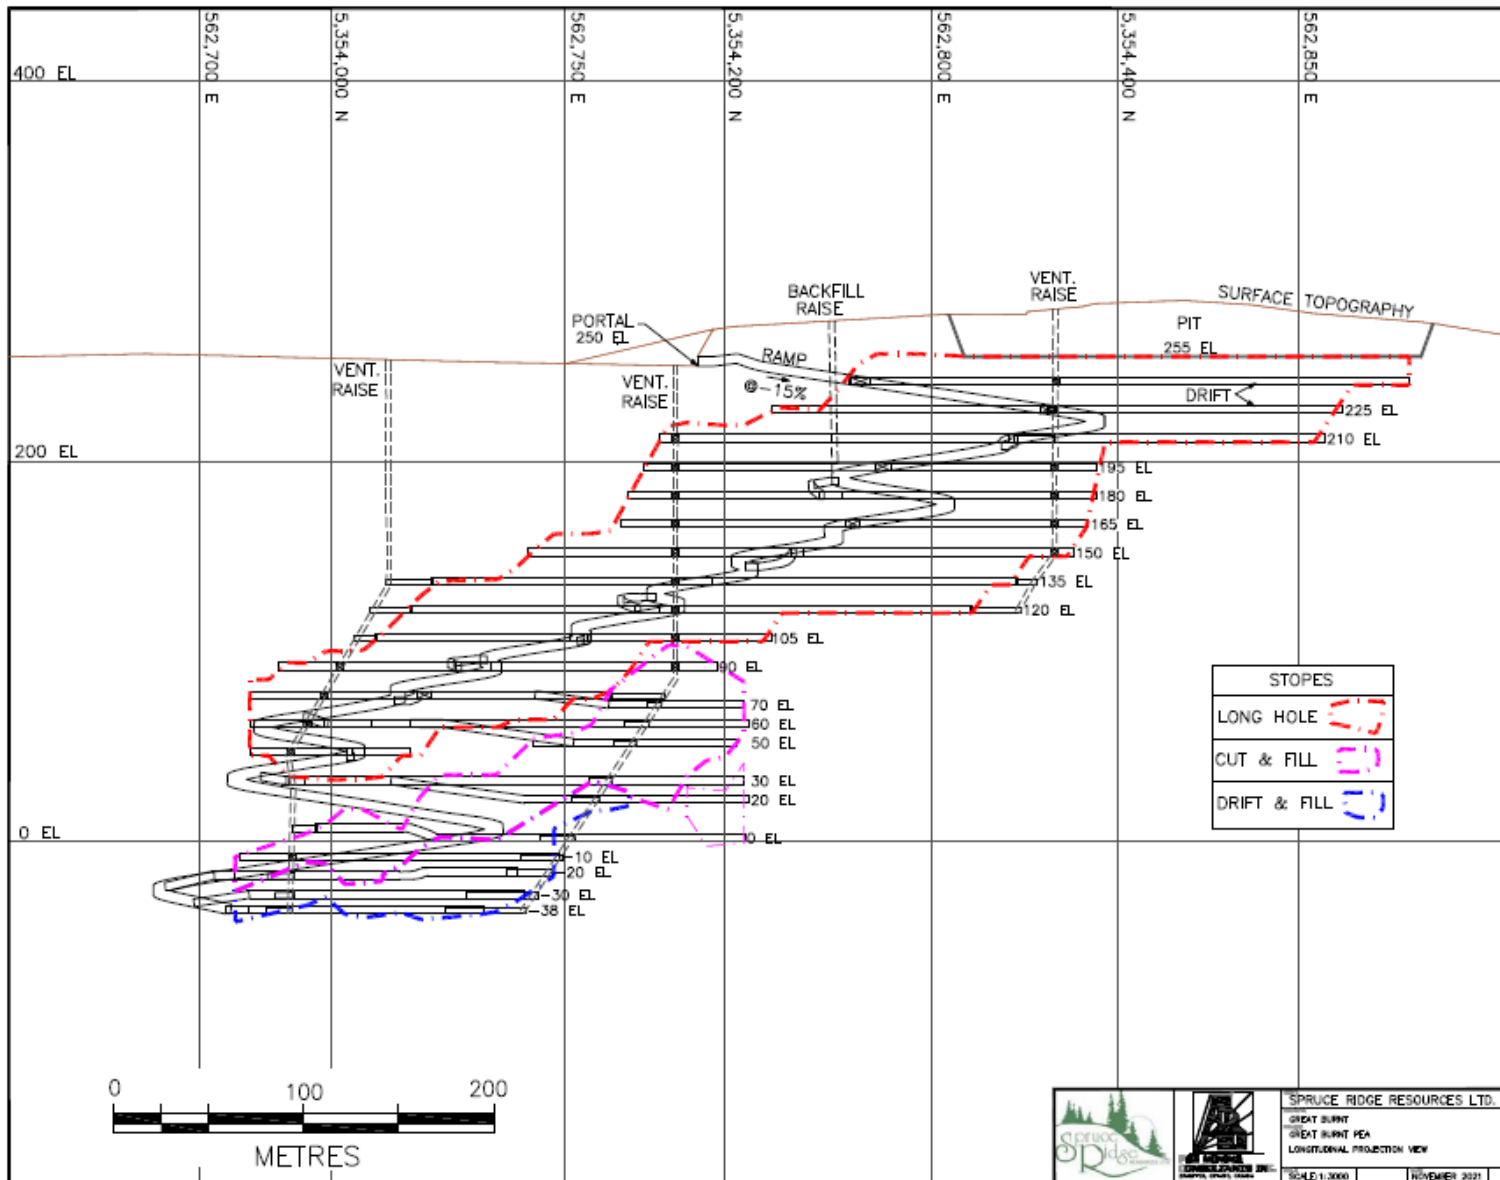 562,700 E
5,354,000 N
562,750 E
5,354,200 N
562,800 E
5,354,400 N
562,850 E
400 EL
200 EL
0 EL
SURFACE TOPOGRAPHY
PIT
255 EL
VENT.
RAISE
BACKFILL
RAISE
PORTAL
250 EL
RAMP
@-15%
VENT.
RAISE
VENT.
RAISE
DRIFT
225 EL
210 EL
195 EL
180 EL
165 EL
150 EL
135 EL
120 EL
105 EL
90 EL
70 EL
60 EL
50 EL
30 EL
20 EL
0 EL
-10 EL
-20 EL
-30 EL
-38 EL
STOPES
LONG HOLE
CUT & FILL
DRIFT & FILL
0 100 200
METRES
Spruce
Ridge
SPRUCE RIDGE RESOURCES LTD.
GREAT BURNT
GREAT BURNT PEA
LONGITUDINAL PROJECTION VIEW
SCALE 1:3000
NOVEMBER 2021